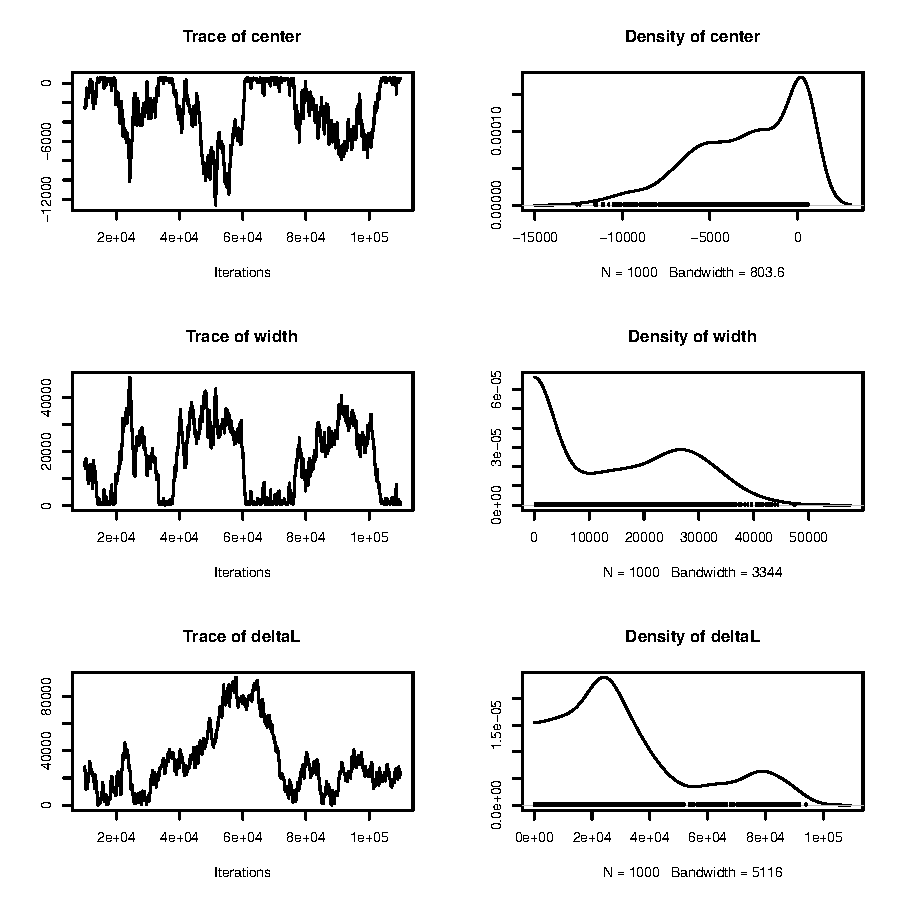 Trace of center
0
−6000
−12000
2e+04 4e+04 6e+04 8e+04 1e+05
Iterations
Density of center
0.00010
0.00000
−15000 −10000 −5000 0
N = 1000 Bandwidth = 803.6
Trace of width
40000
20000
0
2e+04 4e+04 6e+04 8e+04 1e+05
Iterations
Density of width
6e−05
3e−05
0e+00
0 10000 20000 30000 40000 50000
N = 1000 Bandwidth = 3344
Trace of deltaL
80000
40000
0
2e+04 4e+04 6e+04 8e+04 1e+05
Iterations
Density of deltaL
1.5e−05
0.0e+00
0e+00 2e+04 4e+04 6e+04 8e+04 1e+05
N = 1000 Bandwidth = 5116